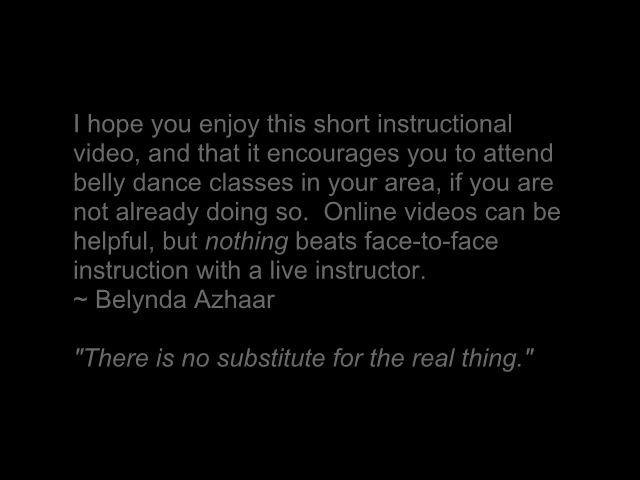 I hope you enjoy this short instructional
video, and that it encourages you to attend
belly dance classes in your area, if you are
not already doing so.  Online videos can be
helpful, but nothing beats face-to-face
instruction with a live instructor.
~ Belynda Azhaar
"There is no substitute for the real thing."